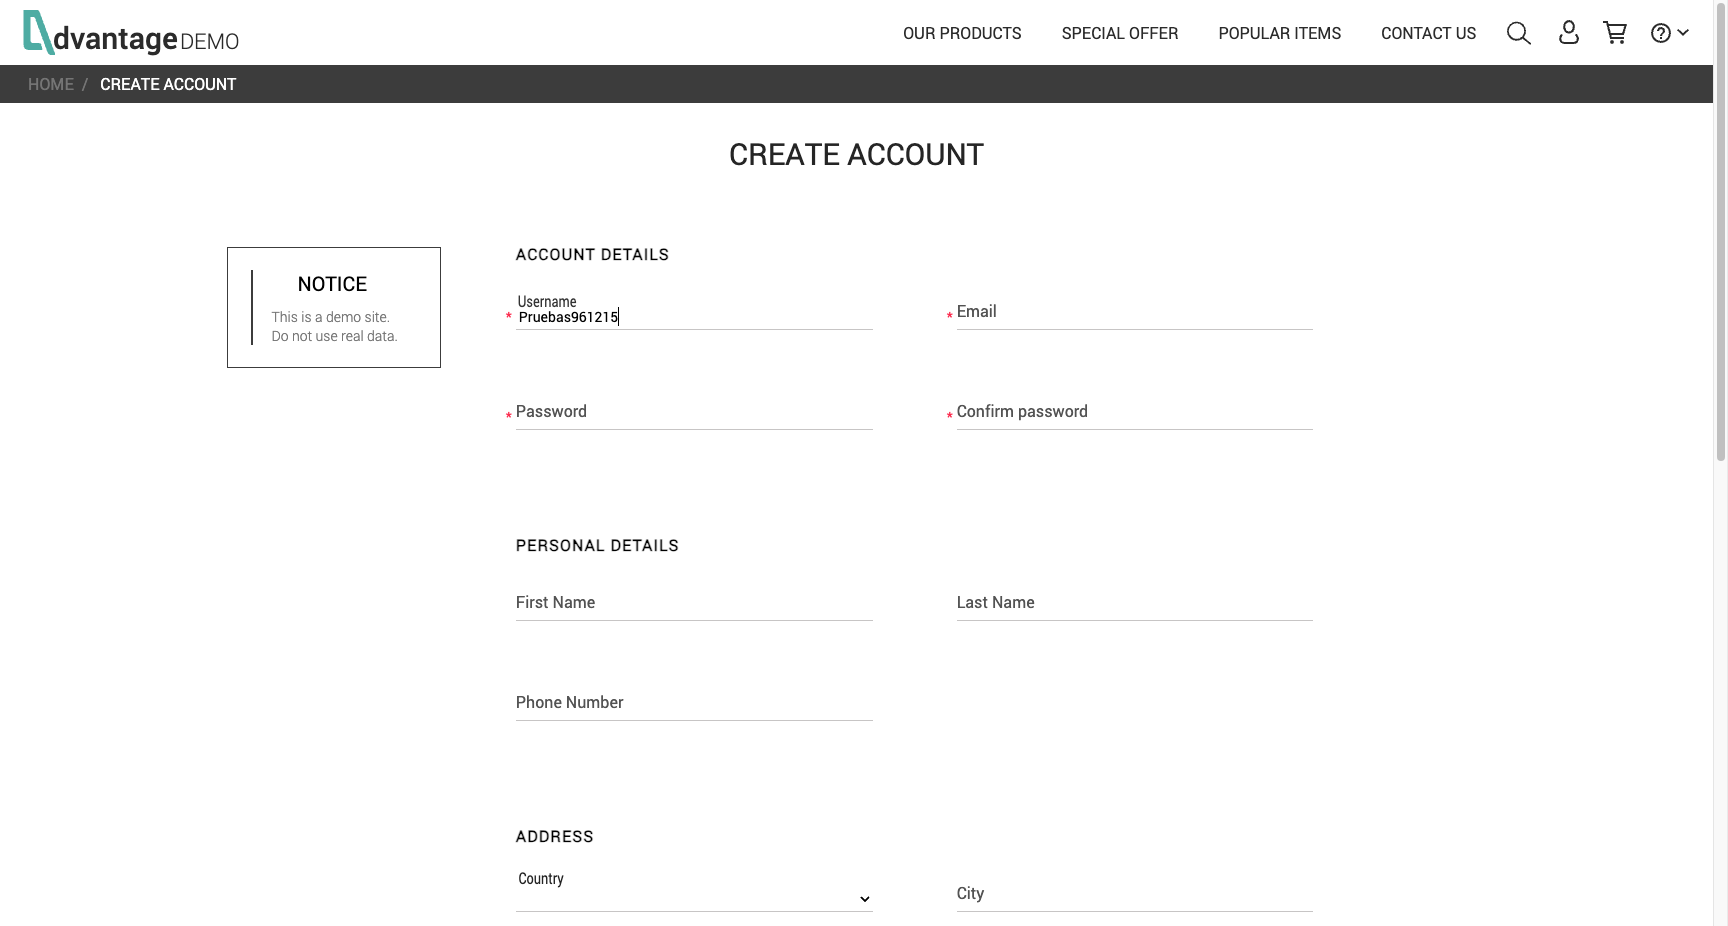 dvantage DEMO
OUR PRODUCTS
SPECIAL OFFER
POPULAR ITEMS
CONTACT US
HOME / CREATE ACCOUNT
CREATE ACCOUNT
NOTICE
This is a demo site.
Do not use real data.
ACCOUNT DETAILS
Username
* Pruebas961215
* Email
* Password
* Confirm password
PERSONAL DETAILS
First Name
Last Name
Phone Number
ADDRESS
Country
City